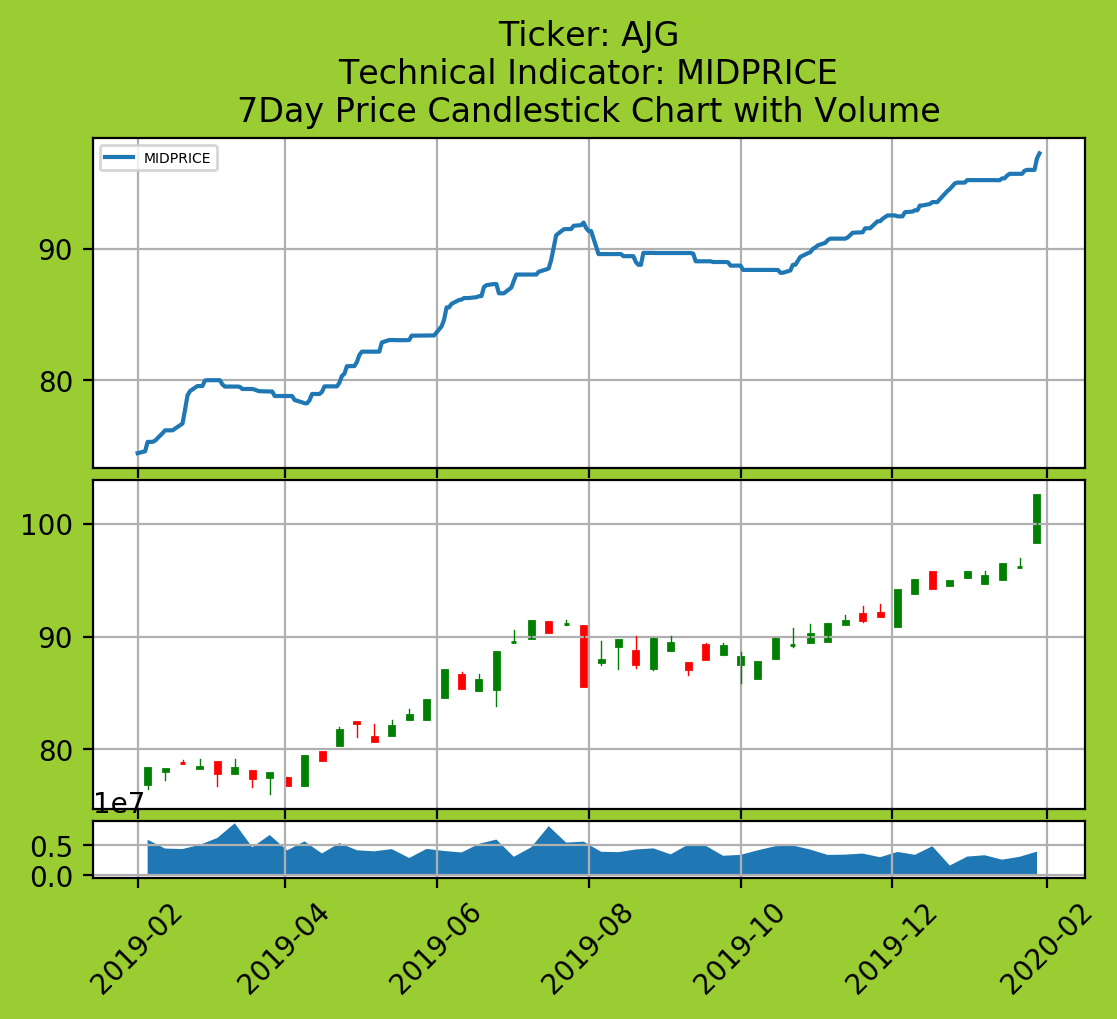 Ticker: AJG
Technical Indicator: MIDPRICE
7Day Price Candlestick Chart with Volume
MIDPRICE
90
80
100
90
80
1e7
0.5
0.0
2019-02
2019-04
2019-06
2019-08
2019-10
2019-12
2020-02